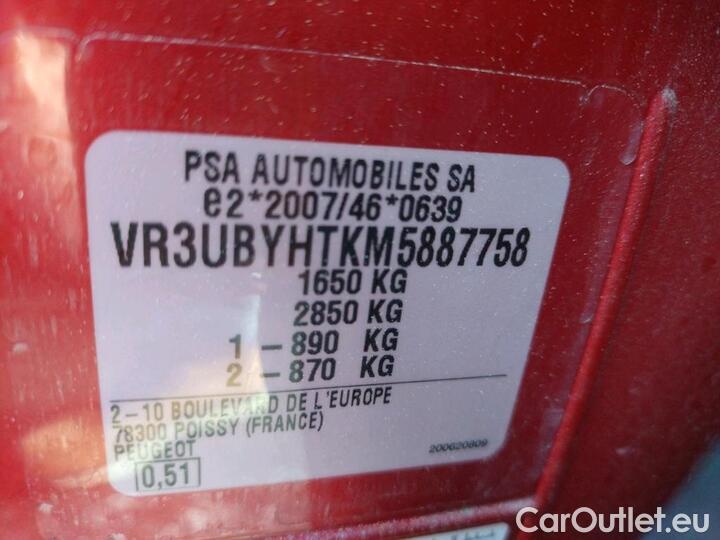 PSA AUTOMOBILES SA
e2*2007/46*0639
VR3UBYHTKM5887758
1650 KG
2850 KG
1 – 890 KG
2 – 870 KG
2–10 BOULEVARD DE L'EUROPE
78300 POISSY (FRANCE)
PEUGEOT
200620809
0,51
CarOutlet.eu